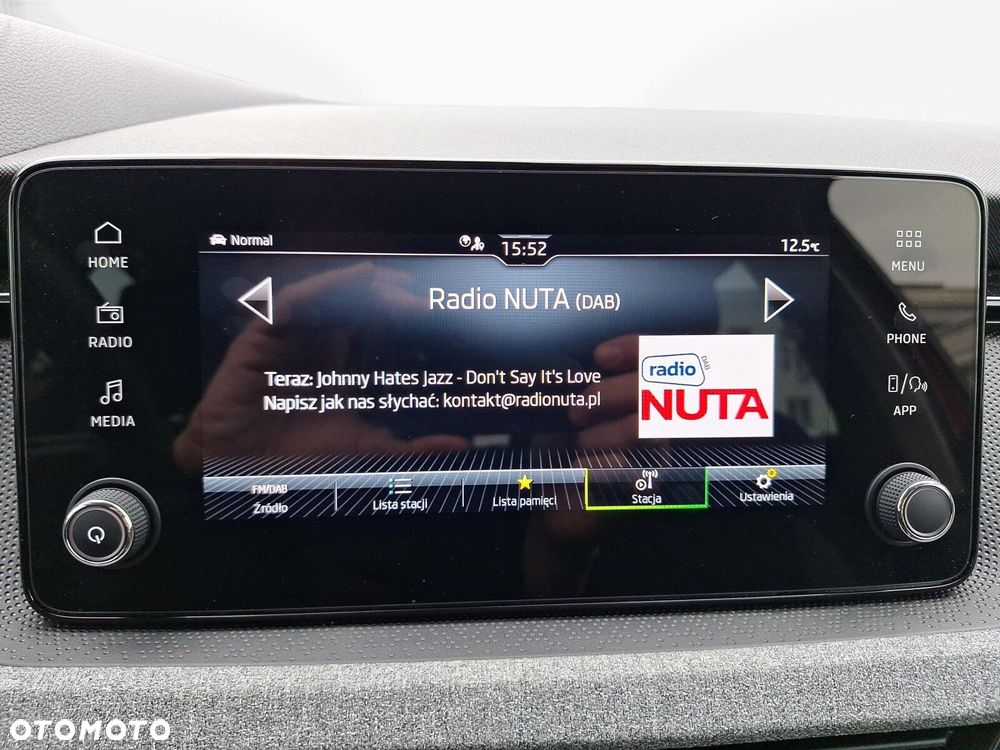 Normal
15:52
12.5°C
HOME
RADIO
MEDIA
Radio NUTA (DAB)
Teraz: Johnny Hates Jazz - Don't Say It's Love
Napisz jak nas słychać: kontakt@radionuta.pl
radio
DAB
NUTA
FM/DAB
Źródło
Lista stacji
Lista pamięci
Stacja
Ustawienia
MENU
PHONE
APP
OTOMOTO